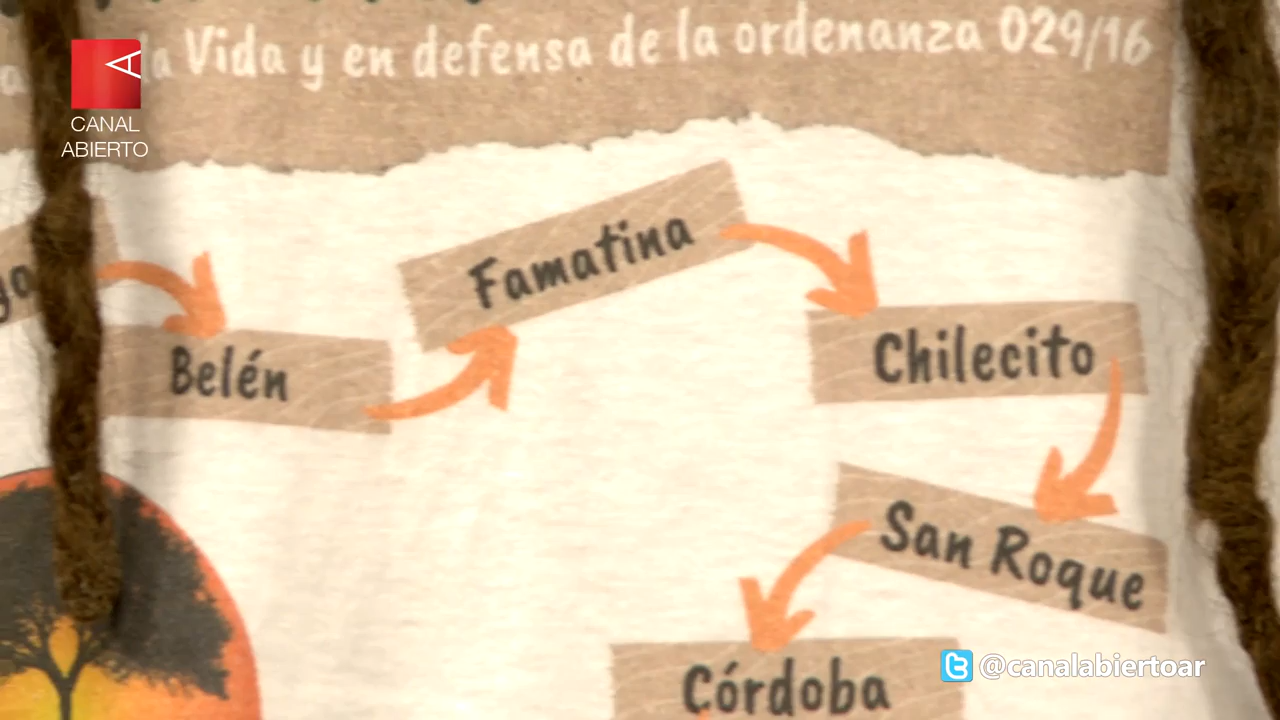 la Vida y en defensa de la ordenanza 029/16
CANAL
ABIERTO
Famatina
Belén
Chilecito
San Roque
Córdoba
@canalabiertoar